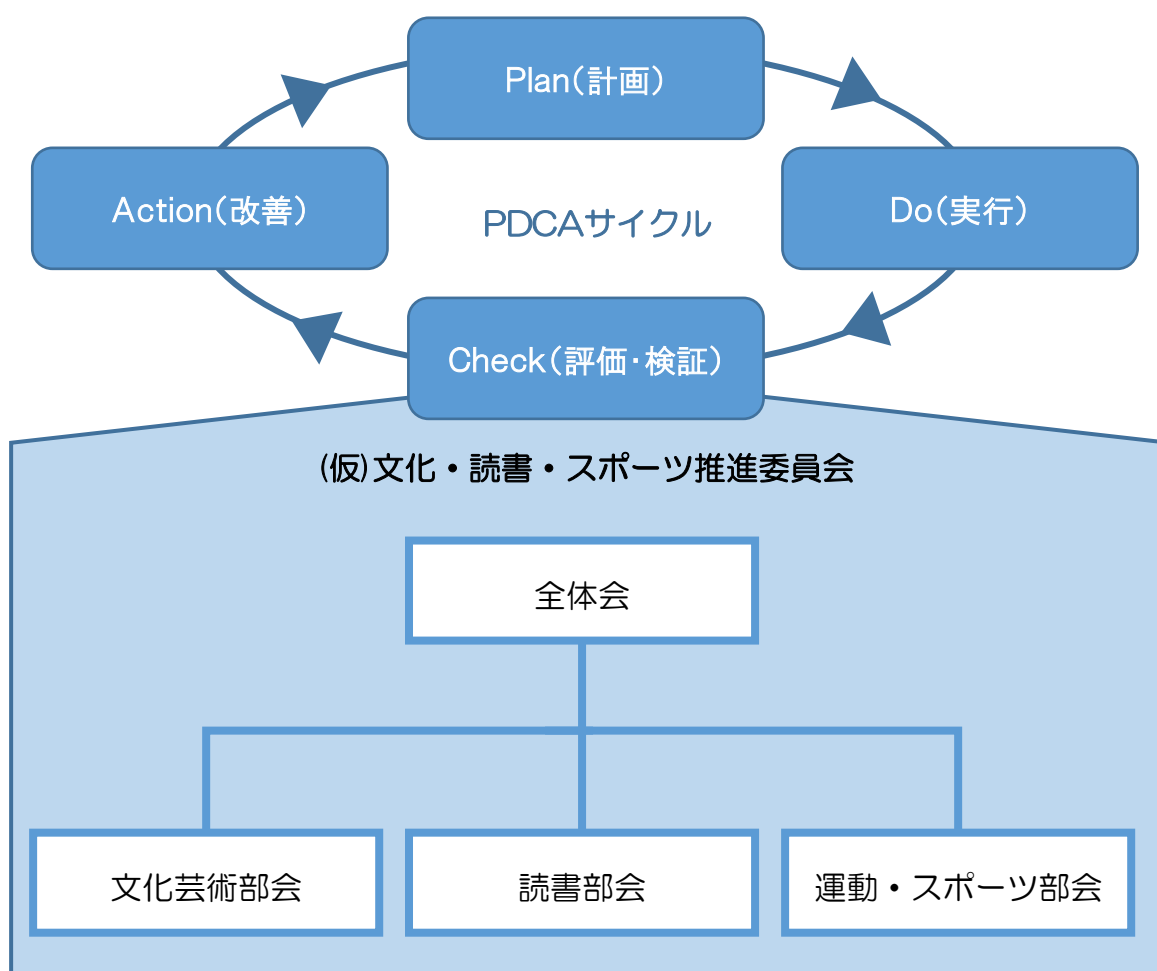 Plan(計画)
Action(改善)
PDCAサイクル
Do(実行)
Check(評価・検証)
(仮)文化・読書・スポーツ推進委員会
全体会
文化芸術部会
読書部会
運動・スポーツ部会